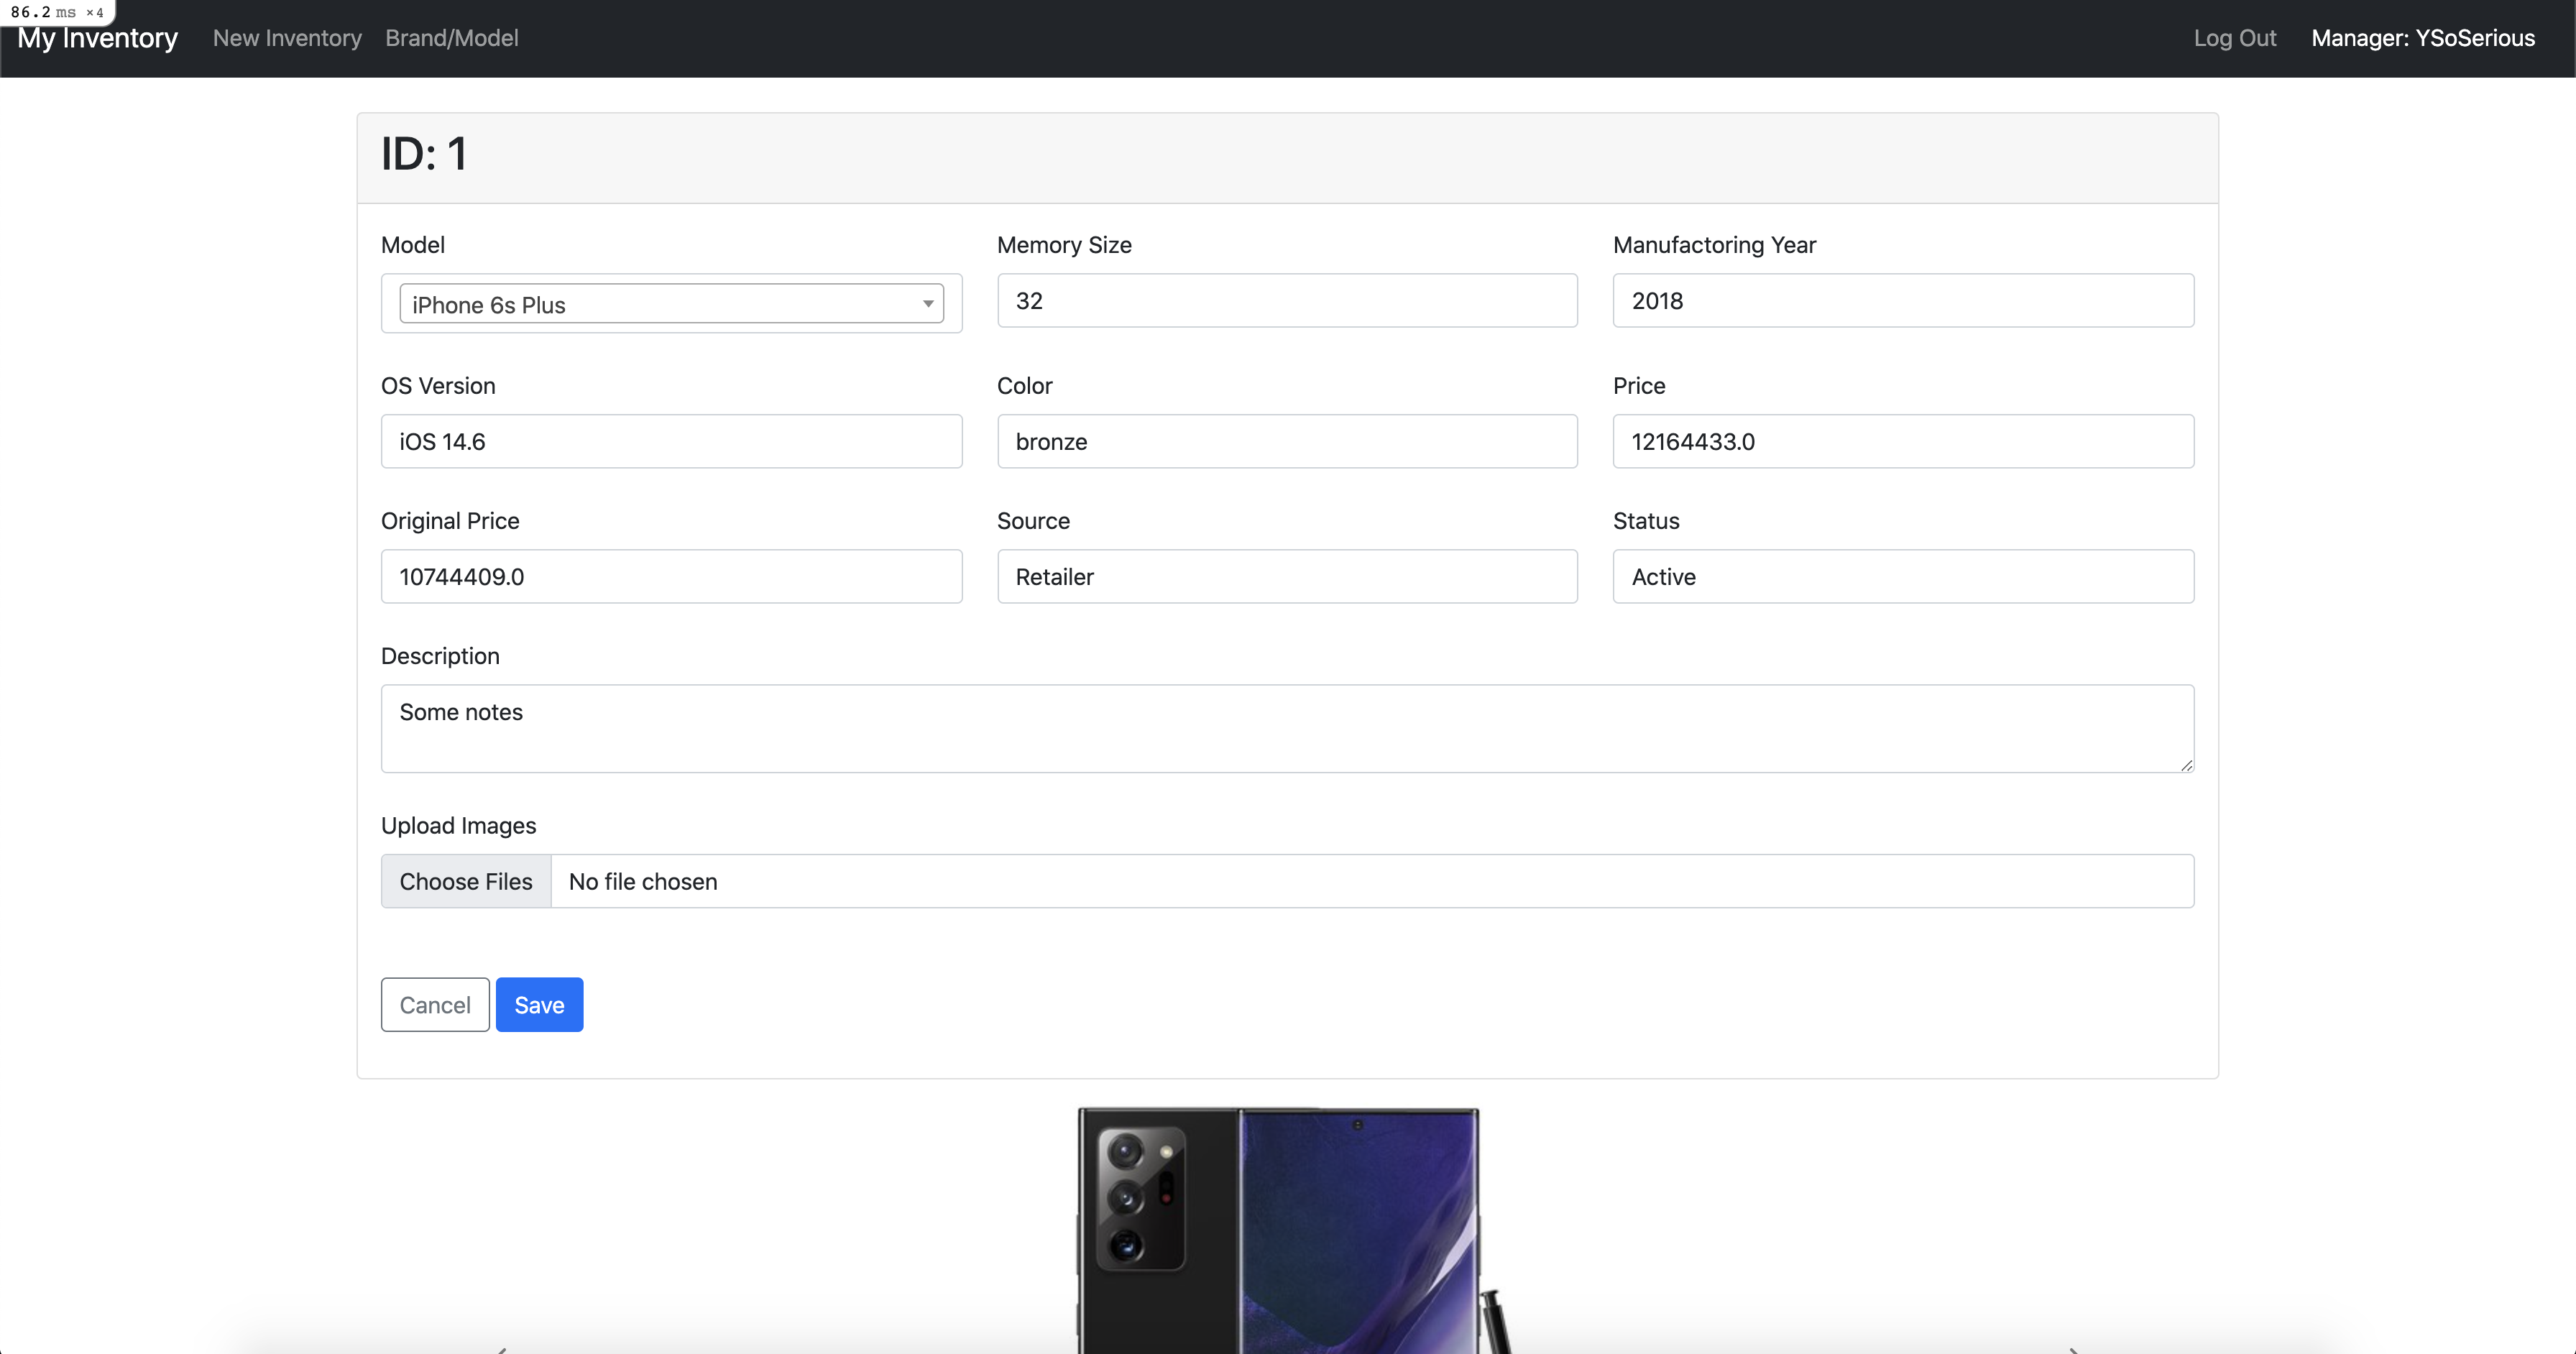 86.2 ms ×4
My Inventory New Inventory Brand/Model Log Out Manager: YSoSerious
ID: 1
Model Memory Size Manufactoring Year
iPhone 6s Plus 32 2018
OS Version Color Price
iOS 14.6 bronze 12164433.0
Original Price Source Status
10744409.0 Retailer Active
Description
Some notes
Upload Images
Choose Files No file chosen
Cancel Save